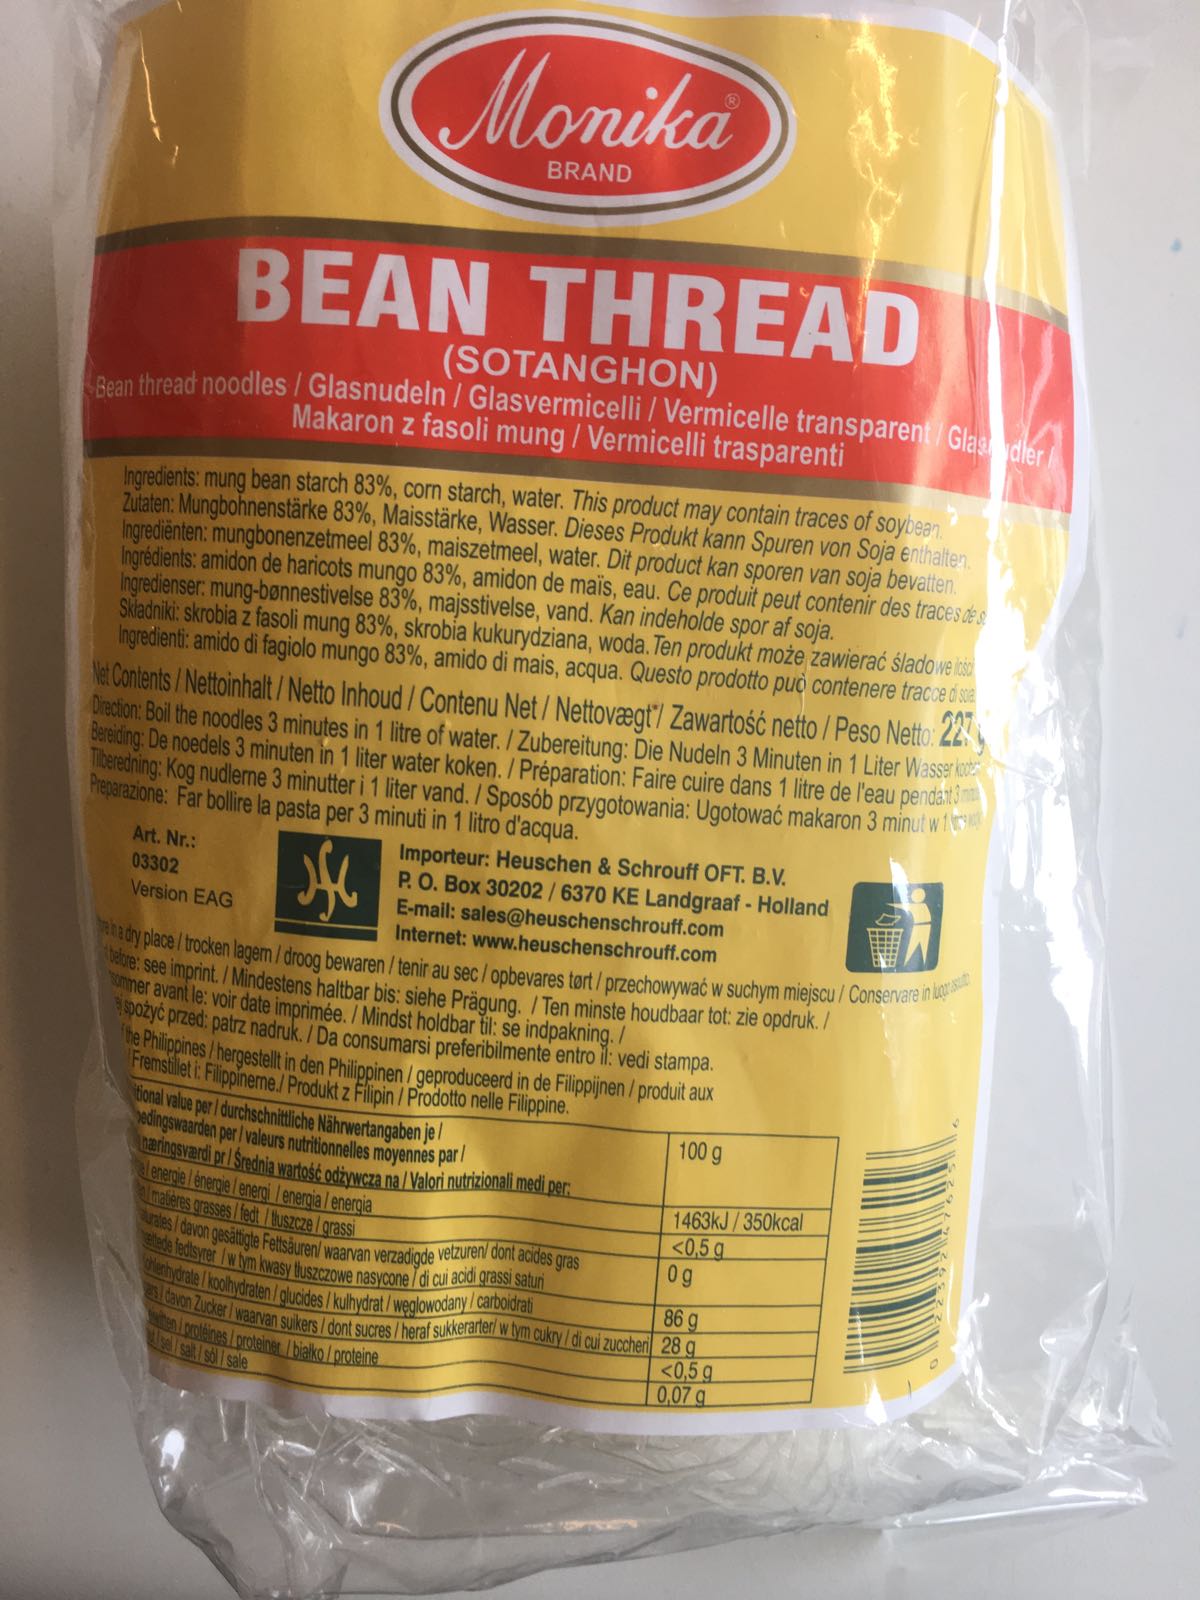 Monika®
BRAND
BEAN THREAD
(SOTANGHON)
Bean thread noodles / Glasnudeln / Glasvermicelli / Vermicelle transparent /
Makaron z fasoli mung / Vermicelli trasparenti
Ingredients: mung bean starch 83%, corn starch, water. This product may contain traces of soybean.
Zutaten: Mungbohnenstärke 83%, Maisstärke, Wasser. Dieses Produkt kann Spuren von Soja enthalten.
Ingrediënten: mungbonenzetmeel 83%, maiszetmeel, water. Dit product kan sporen van soja bevatten.
Ingrédients: amidon de haricots mungo 83%, amidon de maïs, eau. Ce produit peut contenir des traces de
Ingredienser: mung-bønnestivelse 83%, majsstivelse, vand. Kan indeholde spor af soja.
Składniki: skrobia z fasoli mung 83%, skrobia kukurydziana, woda. Ten produkt może zawierać śladowe ilości
Ingredienti: amido di fagiolo mungo 83%, amido di mais, acqua. Questo prodotto può contenere tracce di soia.
Net Contents / Nettoinhalt / Netto Inhoud / Contenu Net / Nettovægt / Zawartość netto / Peso Netto: 227 g
Direction: Boil the noodles 3 minutes in 1 litre of water. / Zubereitung: Die Nudeln 3 Minuten in 1 Liter Wasser kochen
Bereiding: De noedels 3 minuten in 1 liter water koken. / Préparation: Faire cuire dans 1 litre de l'eau pendant 3
Tilberedning: Kog nudlerne 3 minutter i 1 liter vand. / Sposób przygotowania: Ugotować makaron 3 minut w 1
Preparazione: Far bollire la pasta per 3 minuti in 1 litro d'acqua.
Art. Nr.:
03302
Version EAG
Importeur: Heuschen & Schrouff OFT. B.V.
P. O. Box 30202 / 6370 KE Landgraaf - Holland
E-mail: sales@heuschenschrouff.com
Internet: www.heuschenschrouff.com
in a dry place / trocken lagern / droog bewaren / tenir au sec / opbevares tørt / przechowywać w suchym miejscu / Conservare in luogo asciutto.
before: see imprint. / Mindestens haltbar bis: siehe Prägung. / Ten minste houdbaar tot: zie opdruk. /
avant le: voir date imprimée. / Mindst holdbar til: se indpakning. /
spożyć przed: patrz nadruk. / Da consumarsi preferibilmente entro il: vedi stampa.
the Philippines / hergestellt in den Philippinen / geproduceerd in de Filippijnen / produit aux
/ Fremstillet i: Filippinerne./ Produkt z Filipin / Prodotto nelle Filippine.
value per / durchschnittliche Nährwertangaben je /
per / valeurs nutritionnelles moyennes par /
næringsværdi pr / Średnia wartość odżywcza na / Valori nutrizionali medi per:
100 g
/ energie / énergie / energi / energia / energia
1463kJ / 350kcal
/ matières grasses / fedt / tłuszcze / grassi
<0,5 g
/ davon gesättigte Fettsäuren/ waarvan verzadigde vetzuren/ dont acides gras
fedtsyrer / w tym kwasy tłuszczowe nasycone / di cui acidi grassi saturi
0 g
/ koolhydraten / glucides / kulhydrat / węglowodany / carboidrati
86 g
/ davon Zucker / waarvan suikers / dont sucres / heraf sukkerarter/ w tym cukry / di cui zuccheri
28 g
/ protéines / proteiner / białko / proteine
<0,5 g
/ sel / salt / sól / sale
0,07 g
0 22392 47625 6